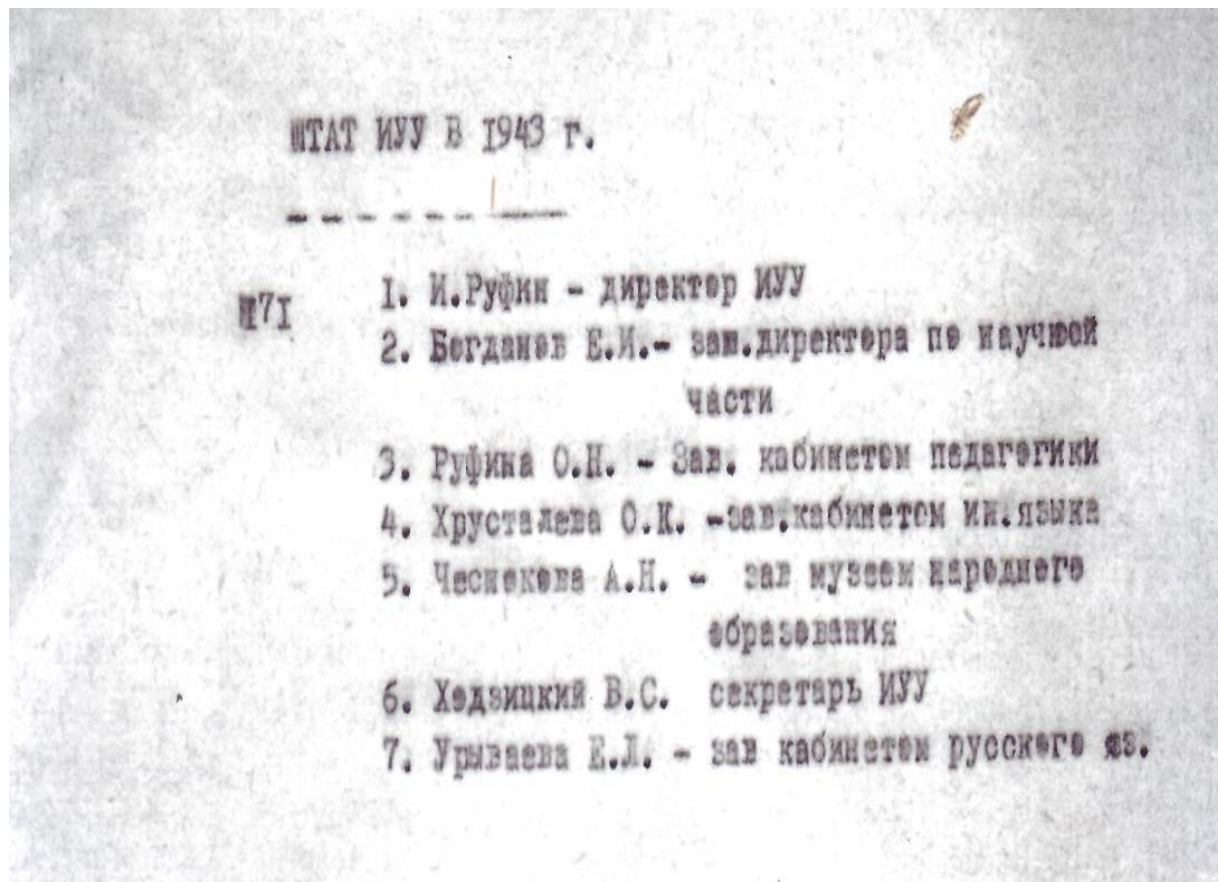 ШТАТ ИУУ В 1943 г.
№71
1. И.Руфин - директор ИУУ
2. Богданов Е.И.- зам.директора по научной
части
3. Руфина О.Н. - Зав. кабинетом педагогики
4. Хрусталева О.К. -зав.кабинетом ин.языка
5. Чеснокова А.Н. - зав музеем народного
образования
6. Ходзицкий В.С. секретарь ИУУ
7. Урываева Е.Л. - зав кабинетом русского яз.